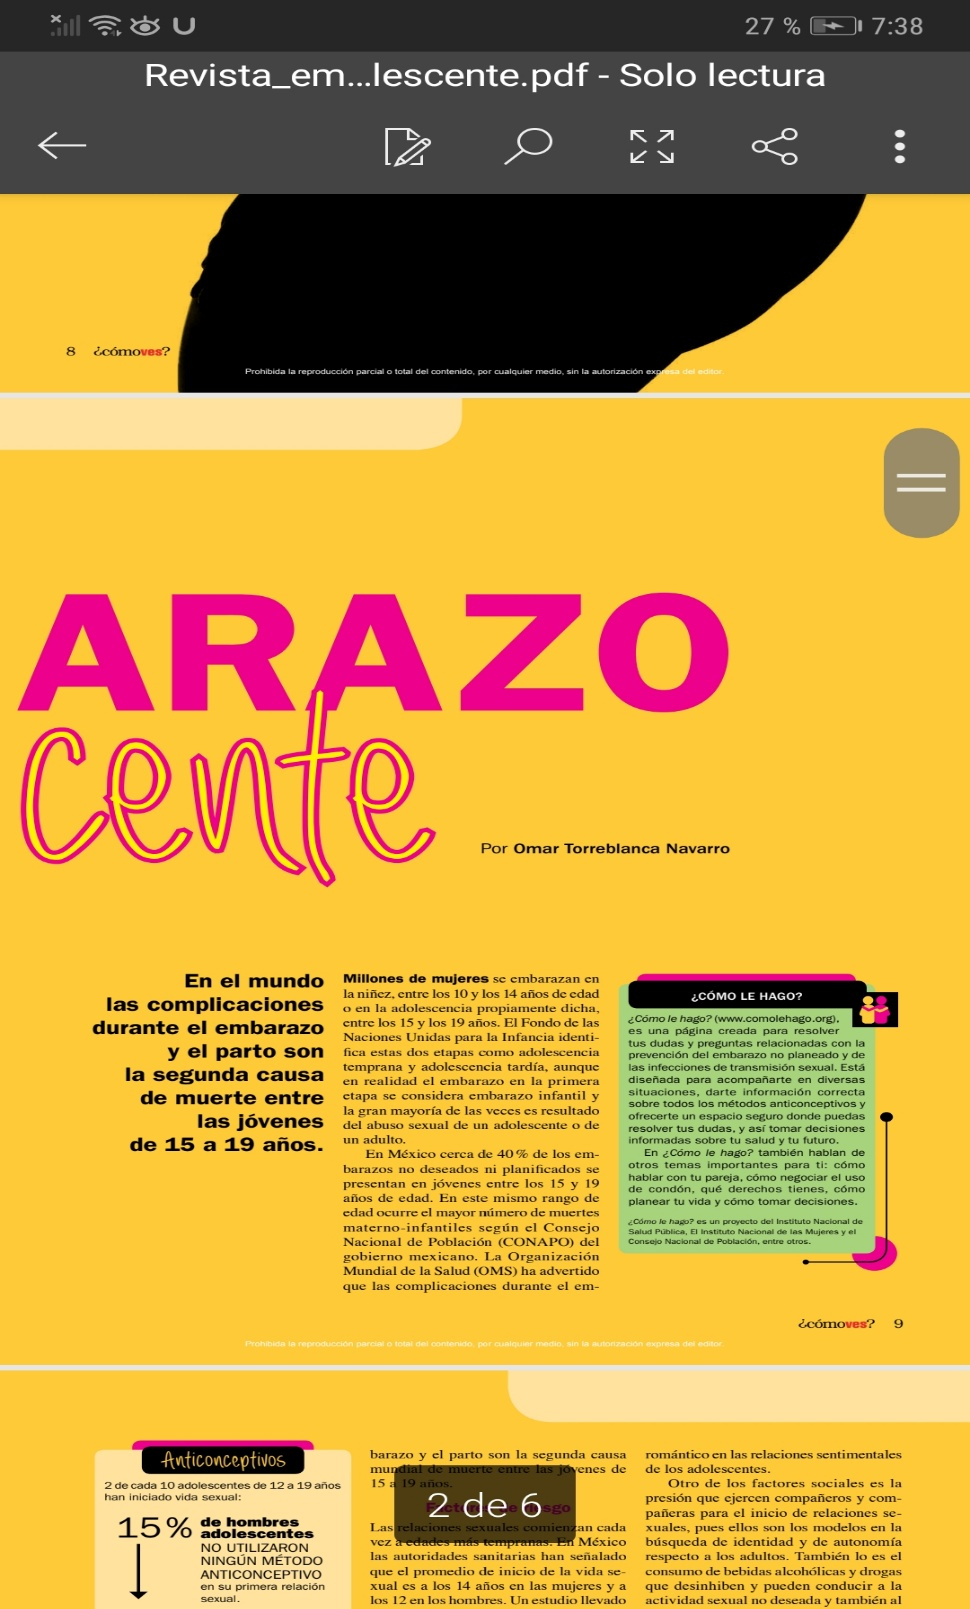 27 % 7:38
Revista_em...lescente.pdf - Solo lectura
8 ¿cómoves?
Prohibida la reproducción parcial o total del contenido, por cualquier medio, sin la autorización expresa del editor.
ARAZO
cente
Por Omar Torreblanca Navarro
En el mundo
las complicaciones
durante el embarazo
y el parto son
la segunda causa
de muerte entre
las jóvenes
de 15 a 19 años.
Millones de mujeres se embarazan en
la niñez, entre los 10 y los 14 años de edad
o en la adolescencia propiamente dicha,
entre los 15 y los 19 años. El Fondo de las
Naciones Unidas para la Infancia identi-
fica estas dos etapas como adolescencia
temprana y adolescencia tardía, aunque
en realidad el embarazo en la primera
etapa se considera embarazo infantil y
la gran mayoría de las veces es resultado
del abuso sexual de un adolescente o de
un adulto.
En México cerca de 40% de los em-
barazos no deseados ni planificados se
presentan en jóvenes entre los 15 y 19
años de edad. En este mismo rango de
edad ocurre el mayor número de muertes
materno-infantiles según el Consejo
Nacional de Población (CONAPO) del
gobierno mexicano. La Organización
Mundial de la Salud (OMS) ha advertido
que las complicaciones durante el em-
¿CÓMO LE HAGO?
¿Cómo le hago? (www.comolehago.org),
es una página creada para resolver
tus dudas y preguntas relacionadas con la
prevención del embarazo no planeado y de
las infecciones de transmisión sexual. Está
diseñada para acompañarte en diversas
situaciones, darte información correcta
sobre todos los métodos anticonceptivos y
ofrecerte un espacio seguro donde puedas
resolver tus dudas, y así tomar decisiones
informadas sobre tu salud y tu futuro.
En ¿Cómo le hago? también hablan de
otros temas importantes para ti: cómo
hablar con tu pareja, cómo negociar el uso
de condón, qué derechos tienes, cómo
planear tu vida y cómo tomar decisiones.
¿Cómo le hago? es un proyecto del Instituto Nacional de
Salud Pública, El Instituto Nacional de las Mujeres y el
Consejo Nacional de Población, entre otros.
¿cómoves? 9
Prohibida la reproducción parcial o total del contenido, por cualquier medio, sin la autorización expresa del editor.
Anticonceptivos
2 de cada 10 adolescentes de 12 a 19 años
han iniciado vida sexual:
15% de hombres
adolescentes
NO UTILIZARON
NINGÚN MÉTODO
ANTICONCEPTIVO
en su primera relación
sexual.
barazo y el parto son la segunda causa
mundial de muerte entre las jóvenes de
15 a 19 años.
Factores de riesgo
2 de 6
Las relaciones sexuales comienzan cada
vez a edades más tempranas. En México
las autoridades sanitarias han señalado
que el promedio de inicio de la vida se-
xual es a los 14 años en las mujeres y a
los 12 en los hombres. Un estudio llevado
romántico en las relaciones sentimentales
de los adolescentes.
Otro de los factores sociales es la
presión que ejercen compañeros y com-
pañeras para el inicio de relaciones se-
xuales, pues ellos son los modelos en la
búsqueda de identidad y de autonomía
respecto a los adultos. También lo es el
consumo de bebidas alcohólicas y drogas
que desinhiben y pueden conducir a la
actividad sexual no deseada y también al